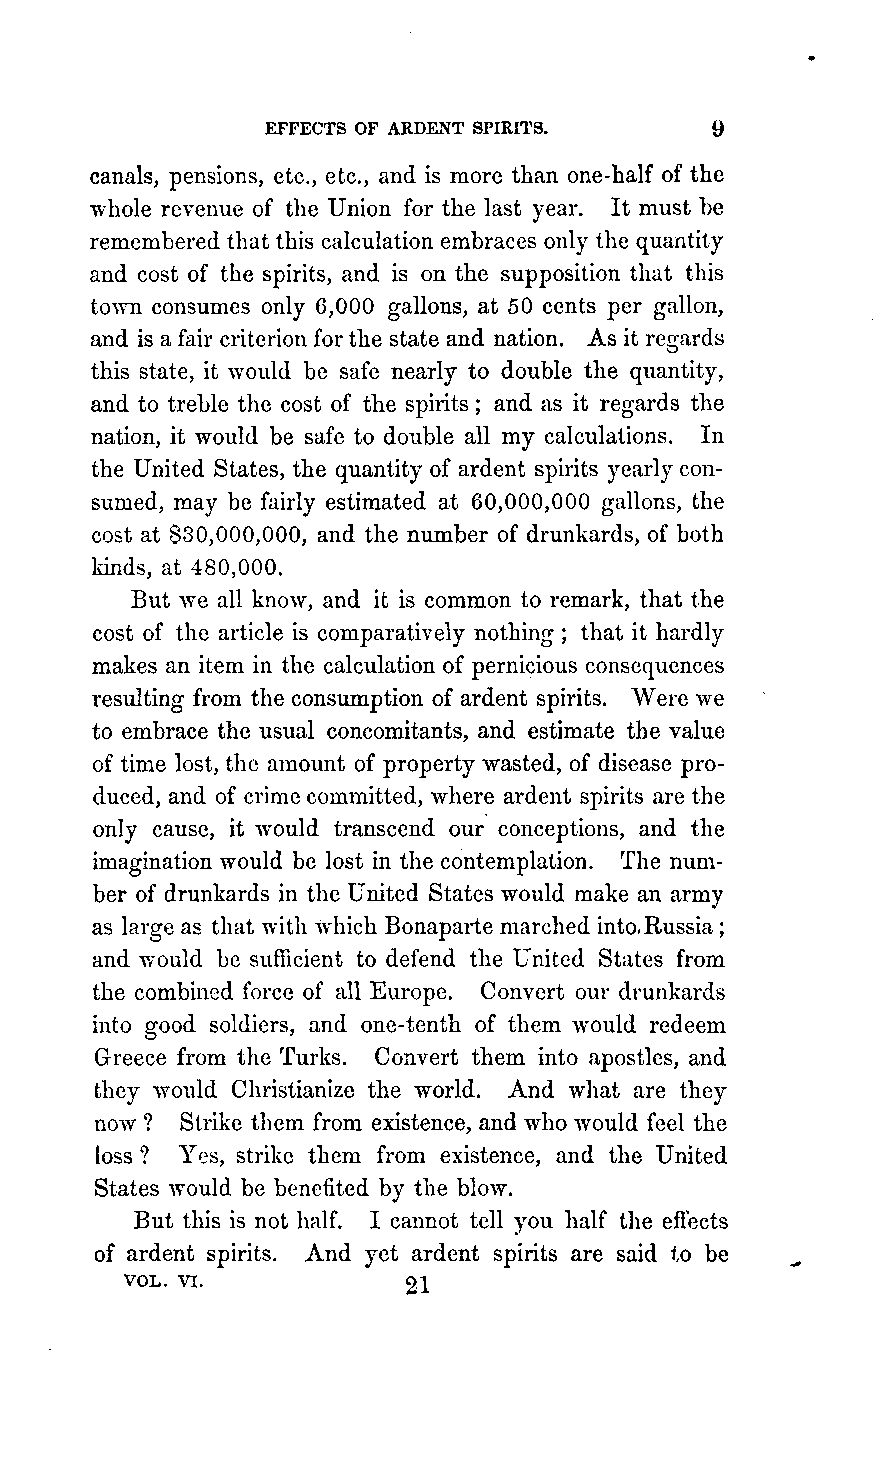 EFFECTS OF ARDENT SPIRITS. 9
canals, pensions, etc., etc., and is more than one-half of the
whole revenue of the Union for the last year. It must be
remembered that this calculation embraces only the quantity
and cost of the spirits, and is on the supposition that this
town consumes only 6,000 gallons, at 50 cents per gallon,
and is a fair criterion for the state and nation. As it regards
this state, it would be safe nearly to double the quantity,
and to treble the cost of the spirits; and as it regards the
nation, it would be safe to double all my calculations. In
the United States, the quantity of ardent spirits yearly con-
sumed, may be fairly estimated at 60,000,000 gallons, the
cost at $30,000,000, and the number of drunkards, of both
kinds, at 480,000.
But we all know, and it is common to remark, that the
cost of the article is comparatively nothing; that it hardly
makes an item in the calculation of pernicious consequences
resulting from the consumption of ardent spirits. Were we
to embrace the usual concomitants, and estimate the value
of time lost, the amount of property wasted, of disease pro-
duced, and of crime committed, where ardent spirits are the
only cause, it would transcend our conceptions, and the
imagination would be lost in the contemplation. The num-
ber of drunkards in the United States would make an army
as large as that with which Bonaparte marched into Russia;
and would be sufficient to defend the United States from
the combined force of all Europe. Convert our drunkards
into good soldiers, and one-tenth of them would redeem
Greece from the Turks. Convert them into apostles, and
they would Christianize the world. And what are they
now? Strike them from existence, and who would feel the
loss? Yes, strike them from existence, and the United
States would be benefited by the blow.
But this is not half. I cannot tell you half the effects
of ardent spirits. And yet ardent spirits are said to be
VOL. VI. 21